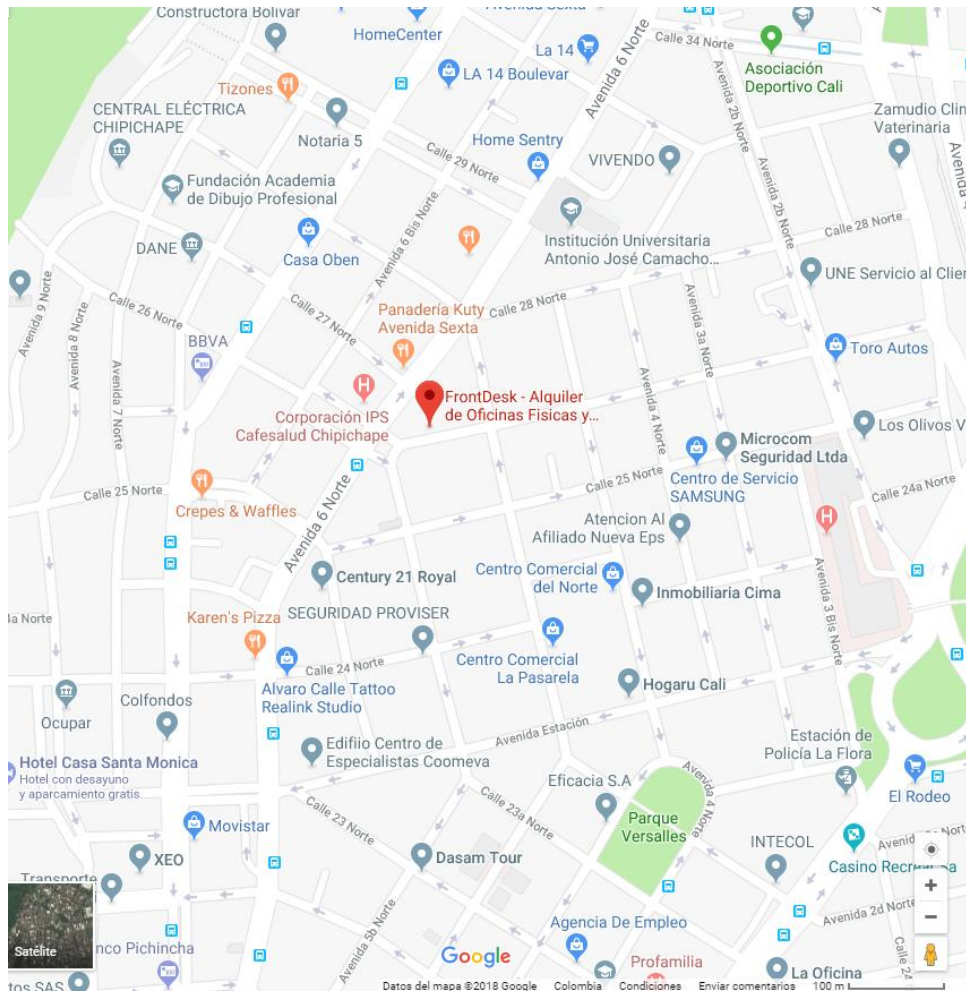 Constructora Bolivar
Avenida Sexta
HomeCenter
La 14
Calle 34 Norte
LA 14 Boulevar
Avenida 6 Norte
Asociación
Deportivo Cali
Tizones
Avenida 2b Norte
CENTRAL ELÉCTRICA
CHIPICHAPE
Notaria 5
Zamudio Clin
Vaterinaria
Home Sentry
VIVENDO
Calle 29 Norte
Fundación Academia
de Dibujo Profesional
Avenida 6 Bis Norte
Avenida 2b Norte
Calle 28 Norte
DANE
Casa Oben
Institución Universitaria
Antonio José Camacho...
UNE Servicio al Clien
Avenida 9 Norte
Calle 26 Norte
Calle 27 Norte
Panadería Kuty
Avenida Sexta
Calle 28 Norte
Avenida 3a Norte
Avenida 8 Norte
BBVA
Toro Autos
Avenida 7 Norte
Corporación IPS
Cafesalud Chipichape
FrontDesk - Alquiler
de Oficinas Fisicas y...
Avenida 4 Norte
Los Olivos V
Microcom
Seguridad Ltda
Calle 25 Norte
Avenida 6 Norte
Calle 25 Norte
Centro de Servicio
SAMSUNG
Calle 24a Norte
Crepes & Waffles
Atencion Al
Afiliado Nueva Eps
Century 21 Royal
Centro Comercial
del Norte
Inmobiliaria Cima
Avenida 3 Bis Norte
a Norte
Karen's Pizza
SEGURIDAD PROVISER
Calle 24 Norte
Centro Comercial
La Pasarela
Hogaru Cali
Alvaro Calle Tattoo
Realink Studio
Ocupar
Colfondos
Avenida Estación
Edifiio Centro de
Especialistas Coomeva
Estación de
Policía La Flora
Hotel Casa Santa Monica
Hotel con desayuno
y aparcamiento gratis
Eficacia S.A
Avenida 4 Norte
El Rodeo
Calle 23 Norte
Calle 23a Norte
Movistar
Parque
Versalles
INTECOL
XEO
Dasam Tour
Casino Recrea
Transporte
Avenida 5b Norte
Agencia De Empleo
Avenida 2d Norte
Satélite
nco Pichincha
Google
Profamilia
La Oficina
tos SAS
Datos del mapa ©2018 Google Colombia Condiciones Enviar comentarios 100 m